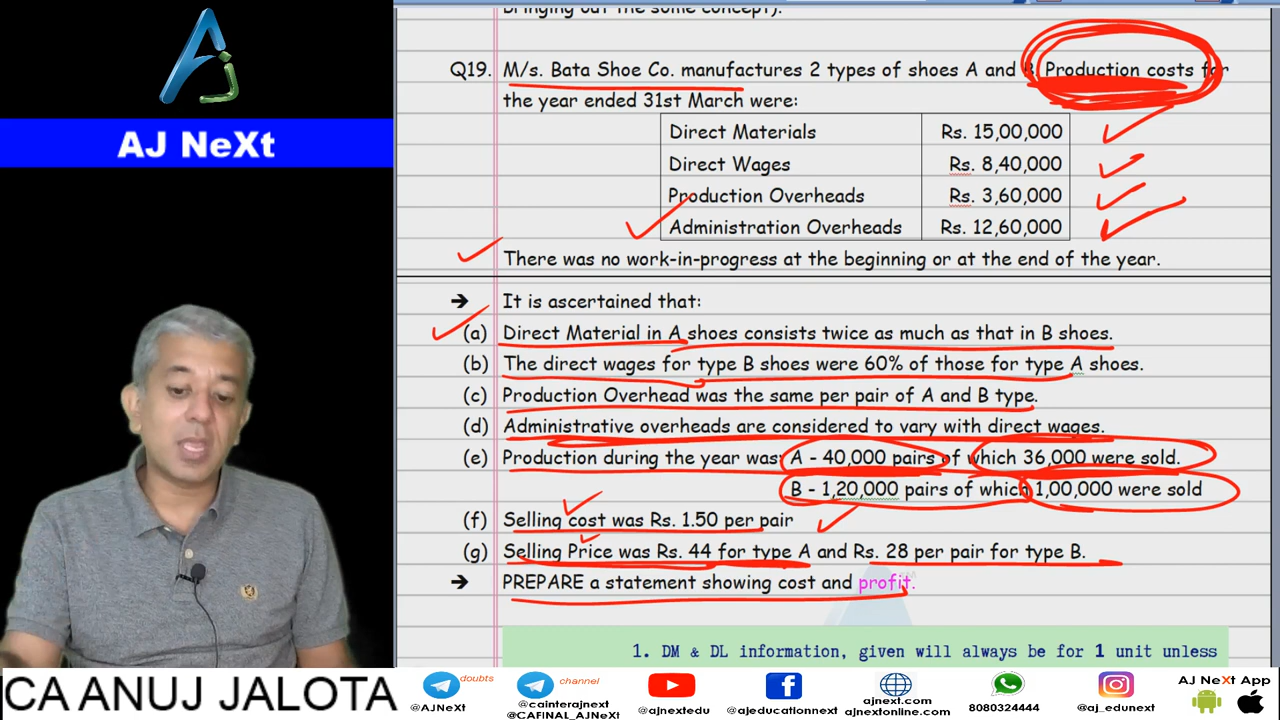 bringing out the same concept).
AJ NeXt
Q19. M/s. Bata Shoe Co. manufactures 2 types of shoes A and B. Production costs for
the year ended 31st March were:
Direct Materials Rs. 15,00,000
Direct Wages Rs. 8,40,000
Production Overheads Rs. 3,60,000
Administration Overheads Rs. 12,60,000
There was no work-in-progress at the beginning or at the end of the year.
➔ It is ascertained that:
(a) Direct Material in A shoes consists twice as much as that in B shoes.
(b) The direct wages for type B shoes were 60% of those for type A shoes.
(c) Production Overhead was the same per pair of A and B type.
(d) Administrative overheads are considered to vary with direct wages.
(e) Production during the year was: A - 40,000 pairs of which 36,000 were sold.
B - 1,20,000 pairs of which 1,00,000 were sold
(f) Selling cost was Rs. 1.50 per pair
(g) Selling Price was Rs. 44 for type A and Rs. 28 per pair for type B.
➔ PREPARE a statement showing cost and profit.
1. DM & DL information, given will always be for 1 unit unless
CA ANUJ JALOTA
doubts
@AJNeXt
channel
@cainterajnext
@CAFINAL_AJNeXt
@ajnextedu
@ajeducationnext
ajnext.com
ajnextonline.com
8080324444
@aj_edunext
AJ NeXt App